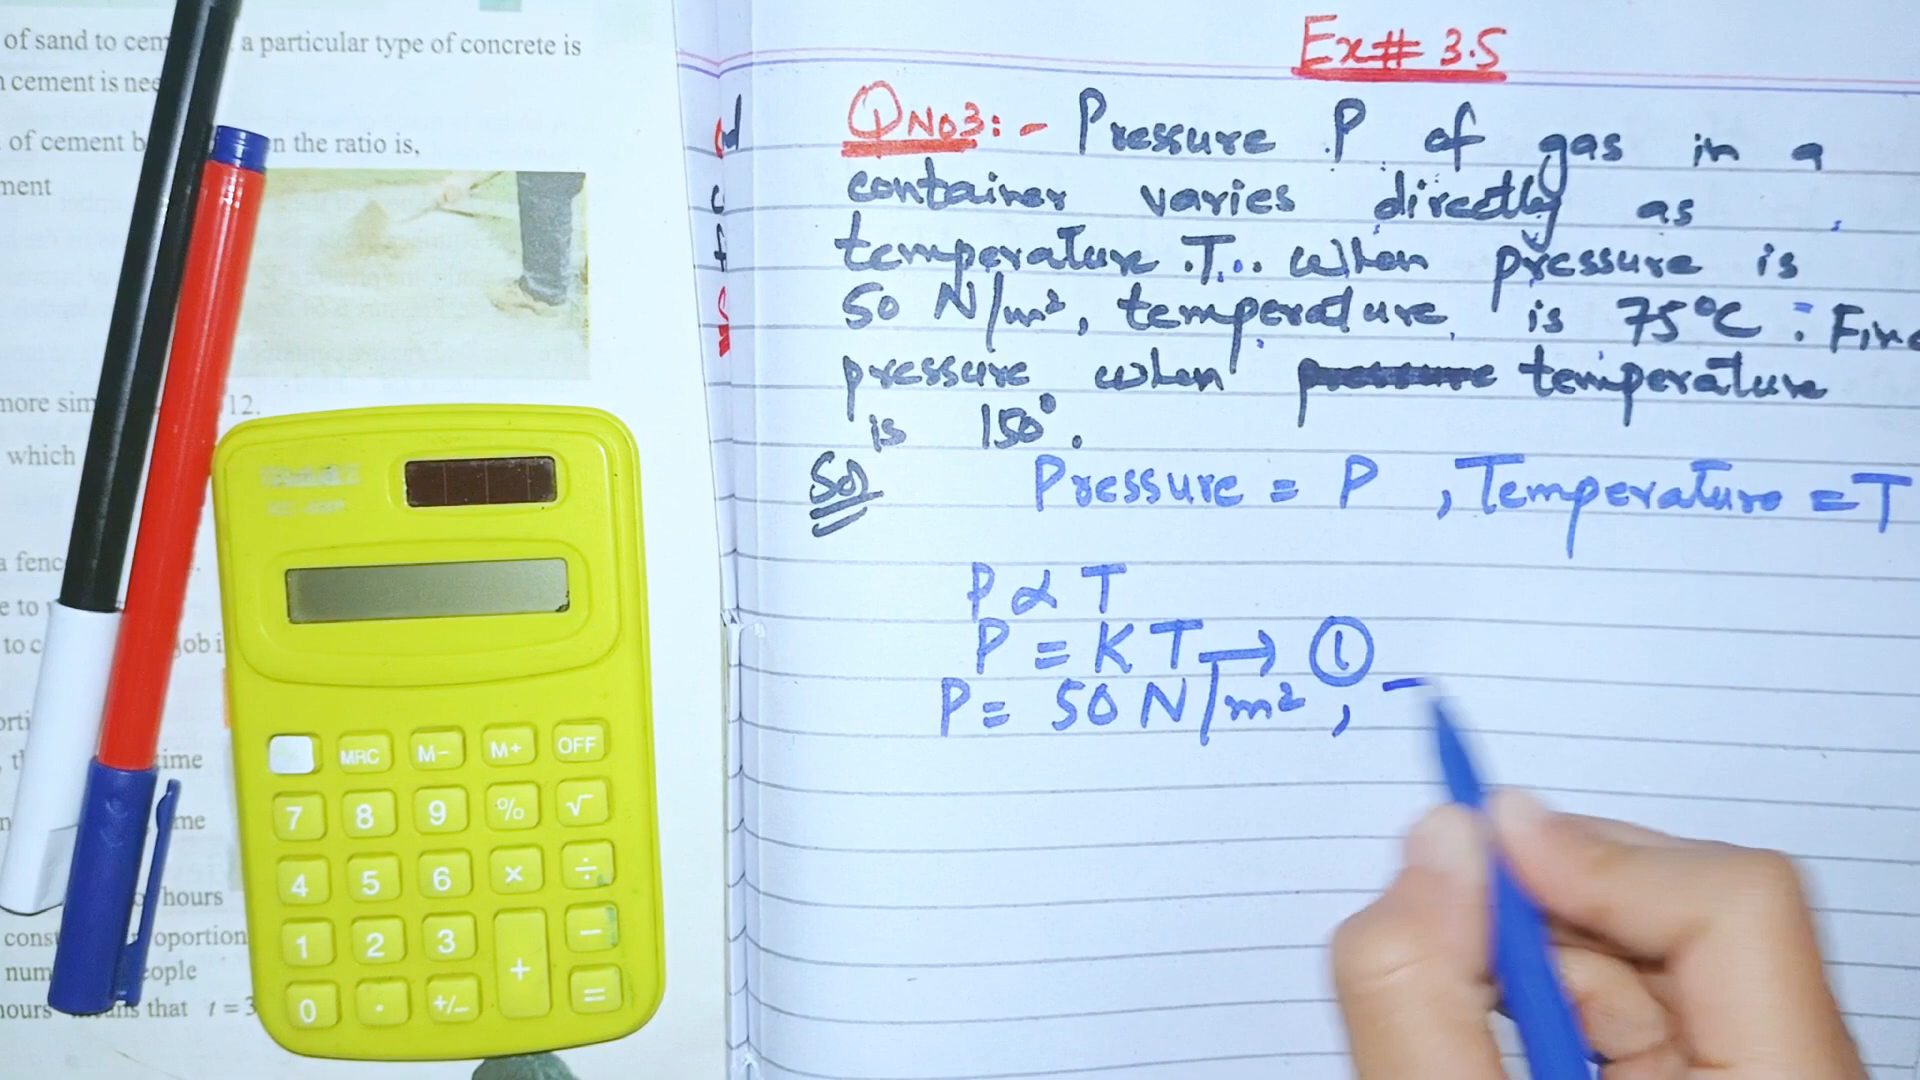 of sand to cem a particular type of concrete is
cement is nee
of cement b n the ratio is,
ment
more sim 12.
which
a fenc
e to
to c job i
orti
time
me
hours
const oportion
num eople
hours means that t = 3
MRC M- M+ OFF
7 8 9 % √
4 5 6 × ÷
1 2 3 −
0 . +/− + =
Ex# 3.5
QNO3:- Pressure P of gas in a
container varies directly as
temperature T. when pressure is
50 N/m², temperature is 75°C. Find
pressure when pressure temperature
is 150°.
Sol Pressure = P , Temperature = T
P ∝ T
P = KT → ①
P = 50 N/m²,